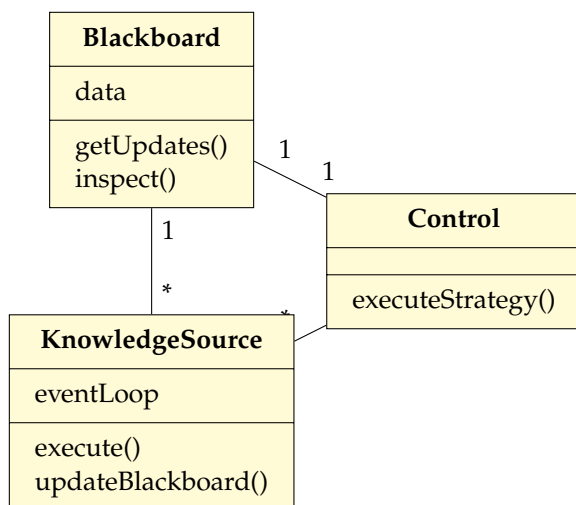 Blackboard
data
getUpdates()
inspect()
1
1
Control
executeStrategy()
1
*
*
KnowledgeSource
eventLoop
execute()
updateBlackboard()